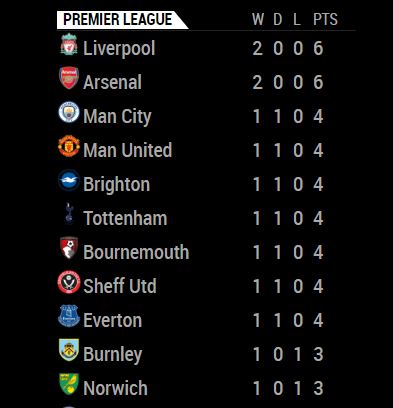 PREMIER LEAGUE W D L PTS
Liverpool 2 0 0 6
Arsenal 2 0 0 6
Man City 1 1 0 4
Man United 1 1 0 4
Brighton 1 1 0 4
Tottenham 1 1 0 4
Bournemouth 1 1 0 4
Sheff Utd 1 1 0 4
Everton 1 1 0 4
Burnley 1 0 1 3
Norwich 1 0 1 3